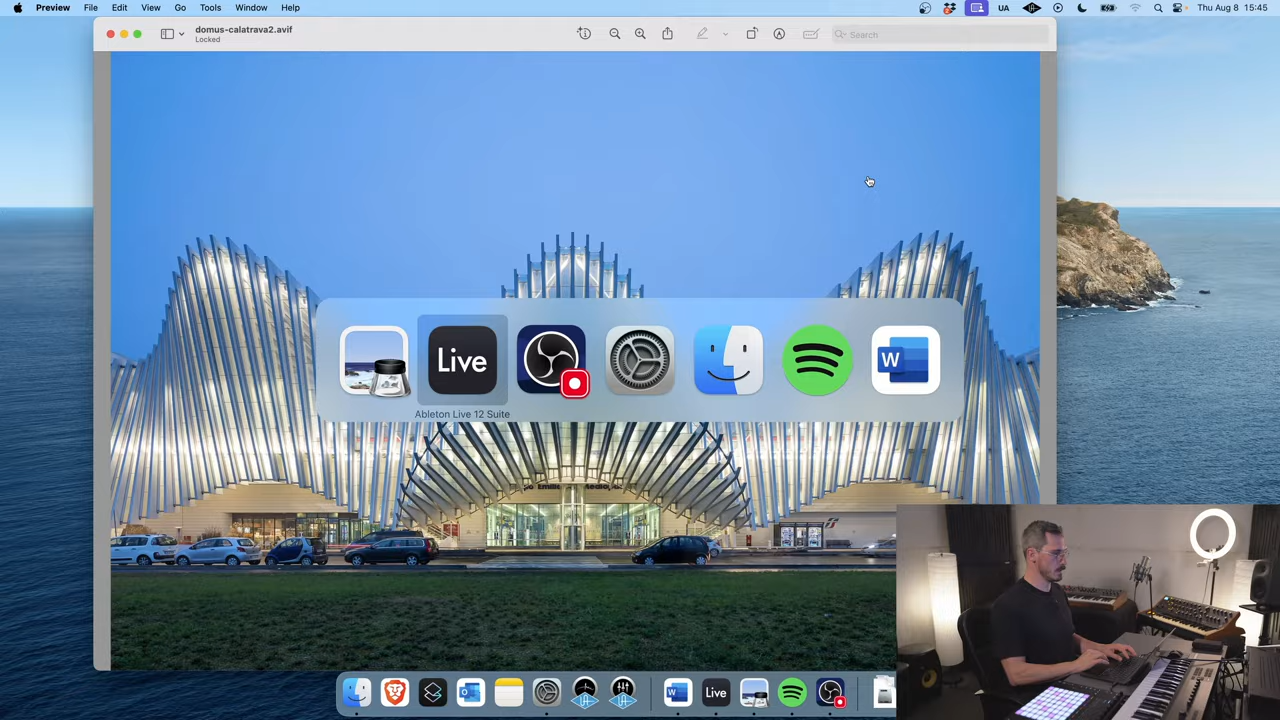 Preview File Edit View Go Tools Window Help
UA
Thu Aug 8 15:45
domus-calatrava2.avif
Locked
Search
Live
W
Ableton Live 12 Suite
W
Live